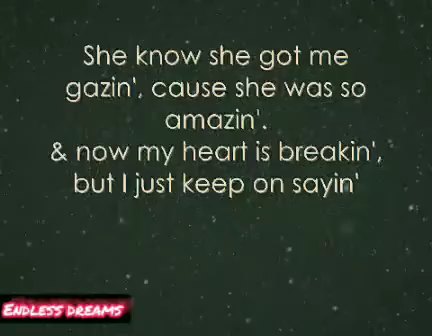 She know she got me
gazin', cause she was so
amazin'.
& now my heart is breakin',
but I just keep on sayin'
ENDLESS DREAMS